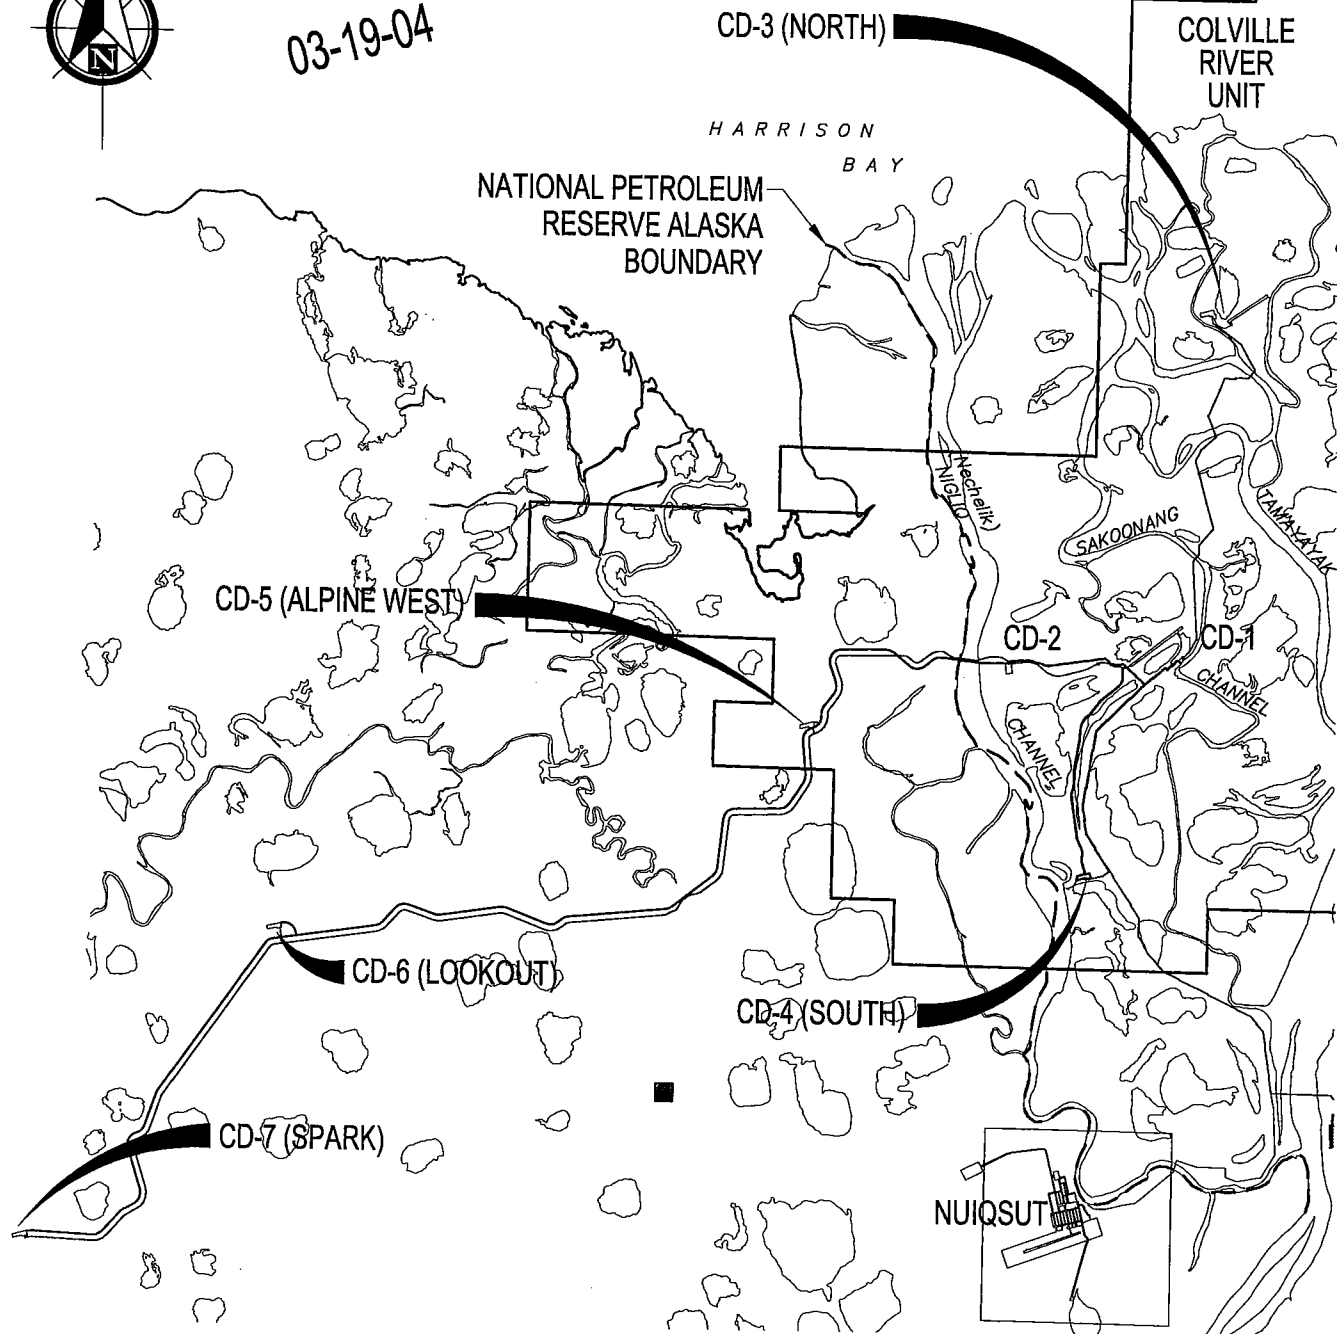 N
03-19-04
CD-3 (NORTH)
COLVILLE
RIVER
UNIT
HARRISON
BAY
NATIONAL PETROLEUM
RESERVE ALASKA
BOUNDARY
Nechelik)
NIGLIQ
SAKOONANG
TAMAYAYAK
CD-5 (ALPINE WEST)
CD-2
CD-1
CHANNEL
CHANNEL
CD-6 (LOOKOUT)
CD-4 (SOUTH)
CD-7 (SPARK)
NUIQSUT